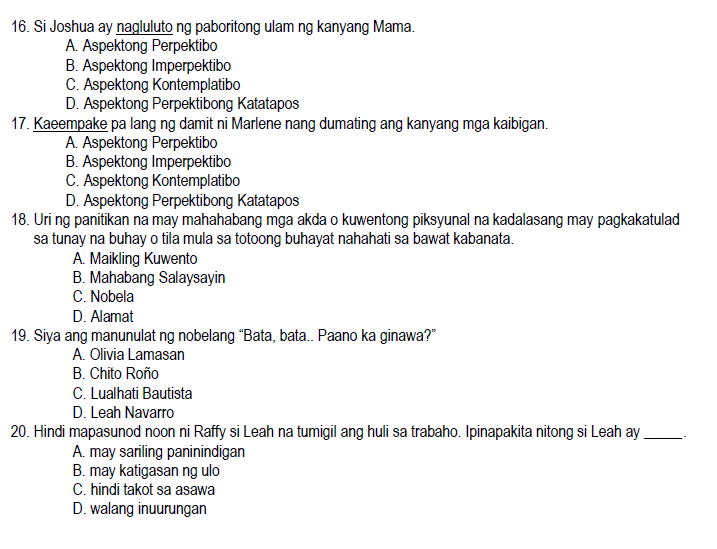 16. Si Joshua ay nagluluto ng paboritong ulam ng kanyang Mama.
A. Aspektong Perpektibo
B. Aspektong Imperpektibo
C. Aspektong Kontemplatibo
D. Aspektong Perpektibong Katatapos
17. Kaeempake pa lang ng damit ni Marlene nang dumating ang kanyang mga kaibigan.
A. Aspektong Perpektibo
B. Aspektong Imperpektibo
C. Aspektong Kontemplatibo
D. Aspektong Perpektibong Katatapos
18. Uri ng panitikan na may mahahabang mga akda o kuwentong piksyunal na kadalasang may pagkakatulad
sa tunay na buhay o tila mula sa totoong buhayat nahahati sa bawat kabanata.
A. Maikling Kuwento
B. Mahabang Salaysayin
C. Nobela
D. Alamat
19. Siya ang manunulat ng nobelang “Bata, bata.. Paano ka ginawa?”
A. Olivia Lamasan
B. Chito Roño
C. Lualhati Bautista
D. Leah Navarro
20. Hindi mapasunod noon ni Raffy si Leah na tumigil ang huli sa trabaho. Ipinapakita nitong si Leah ay _____.
A. may sariling paninindigan
B. may katigasan ng ulo
C. hindi takot sa asawa
D. walang inuurungan